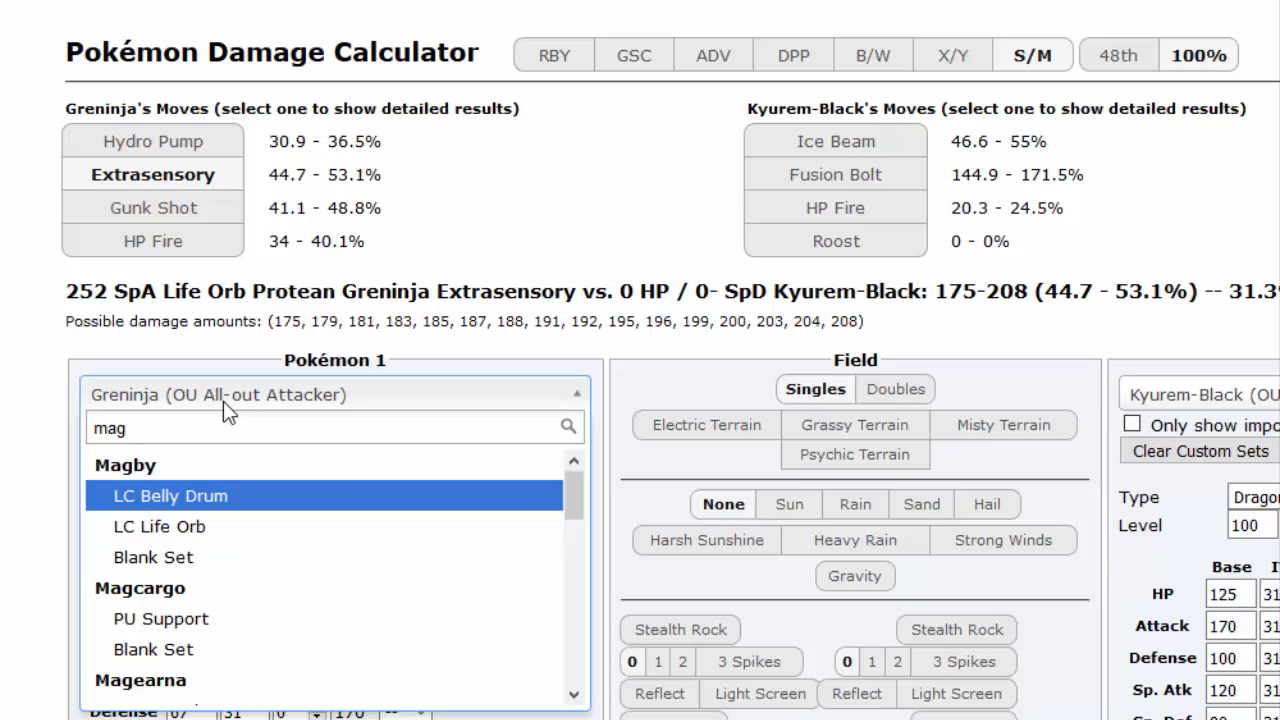 Pokémon Damage Calculator RBY GSC ADV DPP B/W X/Y S/M 48th 100%
Greninja's Moves (select one to show detailed results) Kyurem-Black's Moves (select one to show detailed results)
Hydro Pump 30.9 - 36.5% Ice Beam 46.6 - 55%
Extrasensory 44.7 - 53.1% Fusion Bolt 144.9 - 171.5%
Gunk Shot 41.1 - 48.8% HP Fire 20.3 - 24.5%
HP Fire 34 - 40.1% Roost 0 - 0%
252 SpA Life Orb Protean Greninja Extrasensory vs. 0 HP / 0- SpD Kyurem-Black: 175-208 (44.7 - 53.1%) -- 31.3
Possible damage amounts: (175, 179, 181, 183, 185, 187, 188, 191, 192, 195, 196, 199, 200, 203, 204, 208)
Pokémon 1
Greninja (OU All-out Attacker)
mag
Magby
LC Belly Drum
LC Life Orb
Blank Set
Magcargo
PU Support
Blank Set
Magearna
Defense 67 31 0 170 --
Field
Singles Doubles
Electric Terrain Grassy Terrain Misty Terrain
Psychic Terrain
None Sun Rain Sand Hail
Harsh Sunshine Heavy Rain Strong Winds
Gravity
Stealth Rock Stealth Rock
0 1 2 3 Spikes 0 1 2 3 Spikes
Reflect Light Screen Reflect Light Screen
Kyurem-Black (OU
Only show impo
Clear Custom Sets
Type Drago
Level 100
Base
HP 125 31
Attack 170 31
Defense 100 31
Sp. Atk 120 31